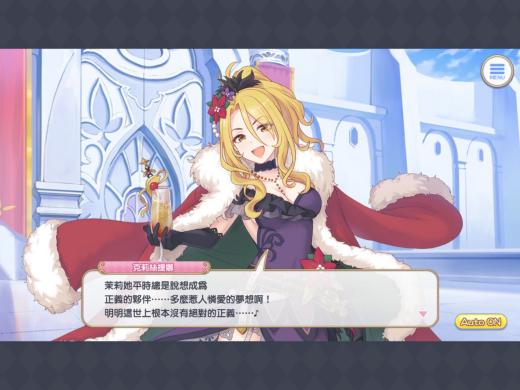 MENU
克莉絲提娜
茉莉她平時總是說想成為
正義的夥伴……多麼惹人憐愛的夢想啊！
明明這世上根本沒有絕對的正義……♪
Auto ON